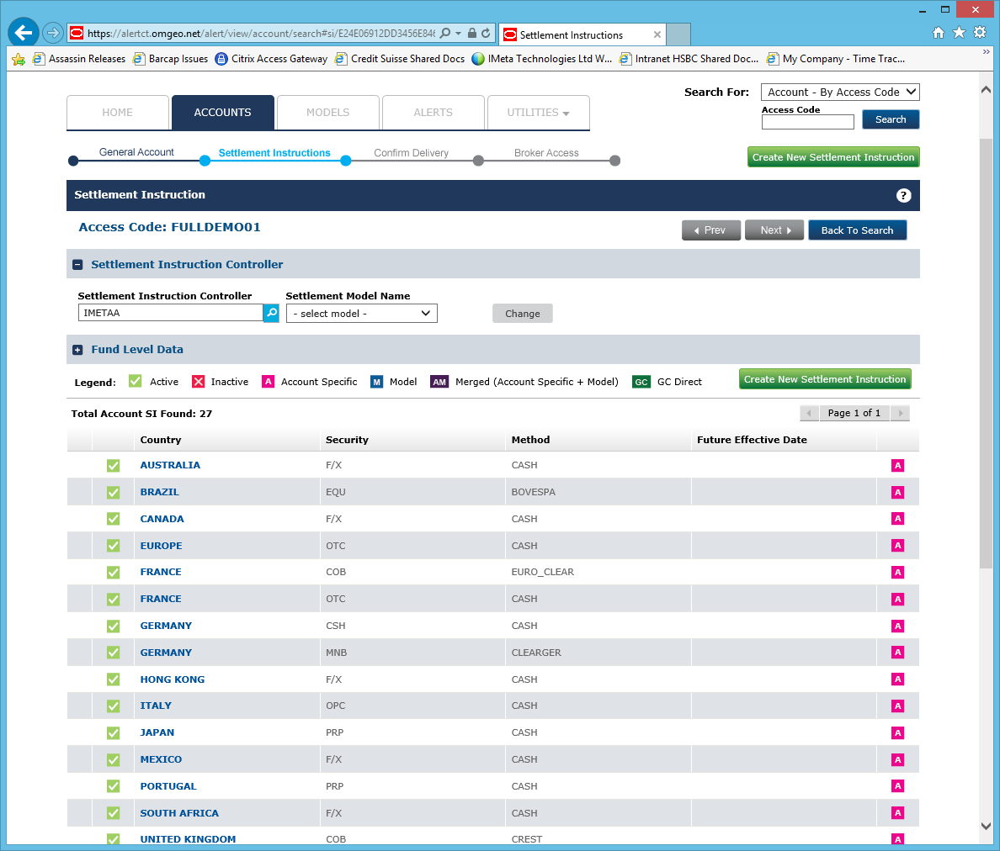 https://alertct.omgeo.net/alert/view/account/search#si/E24E06912DD3456E846
Settlement Instructions
Assassin Releases
Barcap Issues
Citrix Access Gateway
Credit Suisse Shared Docs
IMeta Technologies Ltd W...
Intranet HSBC Shared Doc...
My Company - Time Trac...
Search For:
Account - By Access Code
HOME
ACCOUNTS
MODELS
ALERTS
UTILITIES
Access Code
Search
General Account
Settlement Instructions
Confirm Delivery
Broker Access
Create New Settlement Instruction
Settlement Instruction
?
Access Code: FULLDEMO01
Prev
Next
Back To Search
Settlement Instruction Controller
Settlement Instruction Controller
Settlement Model Name
IMETAA
- select model -
Change
Fund Level Data
Legend:
Active
Inactive
A Account Specific
M Model
AM Merged (Account Specific + Model)
GC GC Direct
Create New Settlement Instruction
Total Account SI Found: 27
Page 1 of 1
Country Security Method Future Effective Date
AUSTRALIA F/X CASH A
BRAZIL EQU BOVESPA A
CANADA F/X CASH A
EUROPE OTC CASH A
FRANCE COB EURO_CLEAR A
FRANCE OTC CASH A
GERMANY CSH CASH A
GERMANY MNB CLEARGER A
HONG KONG F/X CASH A
ITALY OPC CASH A
JAPAN PRP CASH A
MEXICO F/X CASH A
PORTUGAL PRP CASH A
SOUTH AFRICA F/X CASH A
UNITED KINGDOM COB CREST A